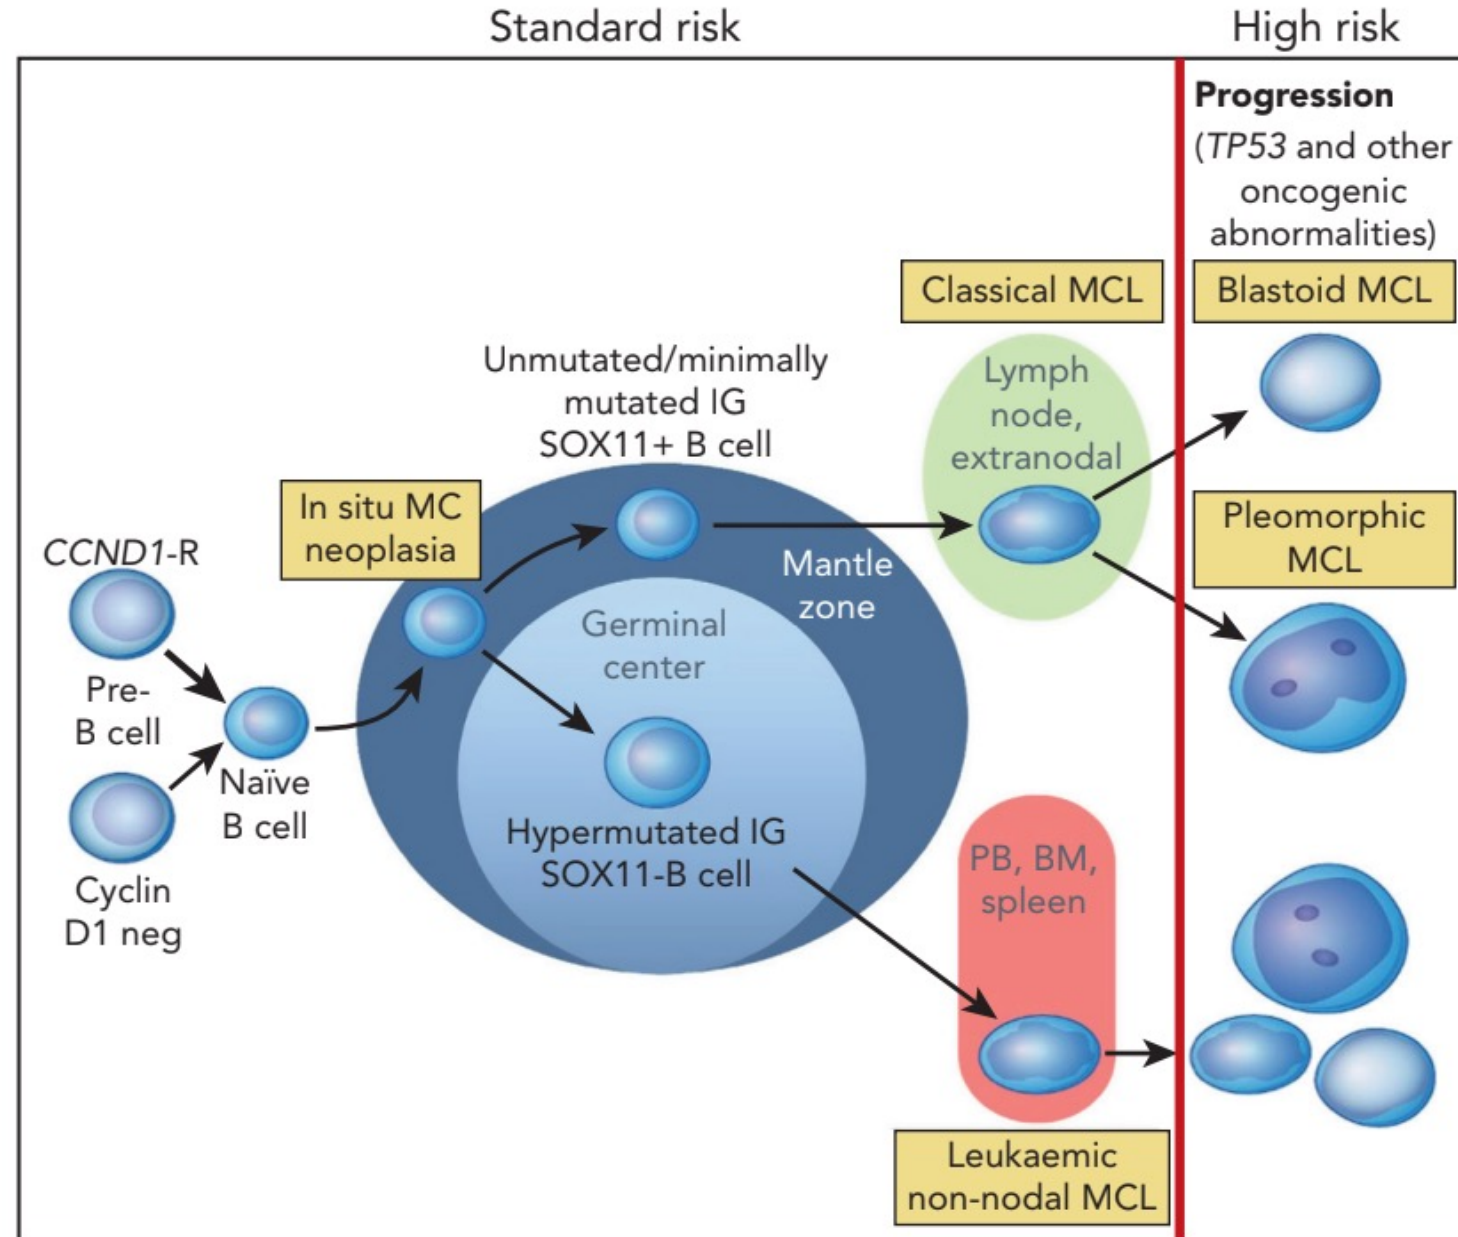 Standard risk
High risk
Progression
(TP53 and other
oncogenic
abnormalities)
Classical MCL
Blastoid MCL
Lymph
node,
extranodal
Unmutated/minimally
mutated IG
SOX11+ B cell
In situ MC
neoplasia
Pleomorphic
MCL
CCND1-R
Mantle
zone
Germinal
center
Pre-
B cell
Naïve
B cell
Hypermutated IG
SOX11-B cell
PB, BM,
spleen
Cyclin
D1 neg
Leukaemic
non-nodal MCL